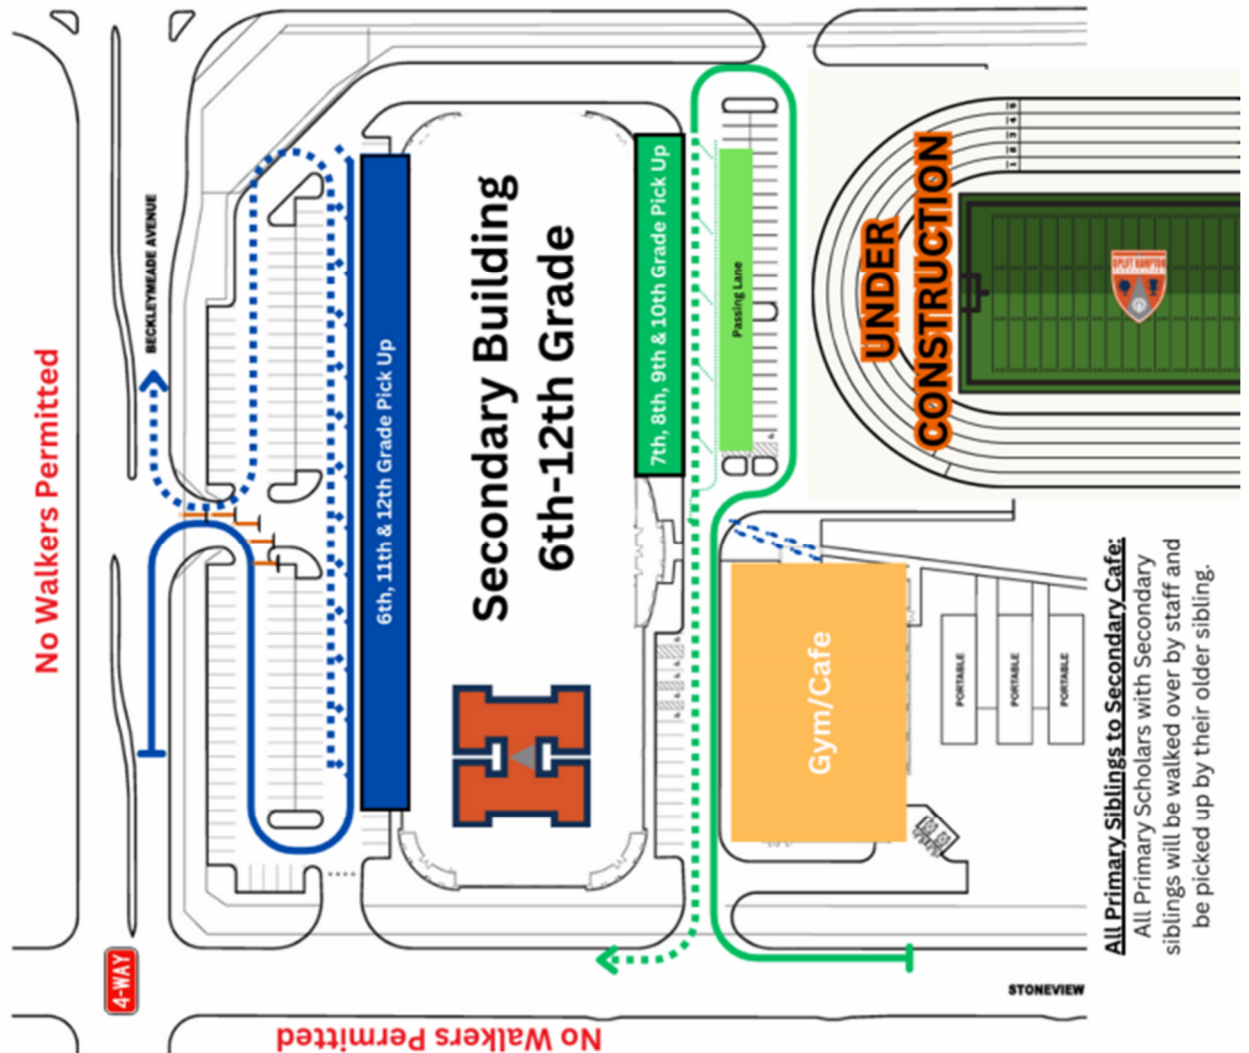 No Walkers Permitted
BECKLEYMEADE AVENUE
4-WAY
6th, 11th & 12th Grade Pick Up
Secondary Building
6th-12th Grade
7th, 8th, 9th & 10th Grade Pick Up
Passing Lane
UNDER
CONSTRUCTION
UPLIFT HAMPTON
Gym/Cafe
PORTABLE
PORTABLE
PORTABLE
All Primary Siblings to Secondary Cafe:
All Primary Scholars with Secondary
siblings will be walked over by staff and
be picked up by their older sibling.
STONEVIEW
No Walkers Permitted